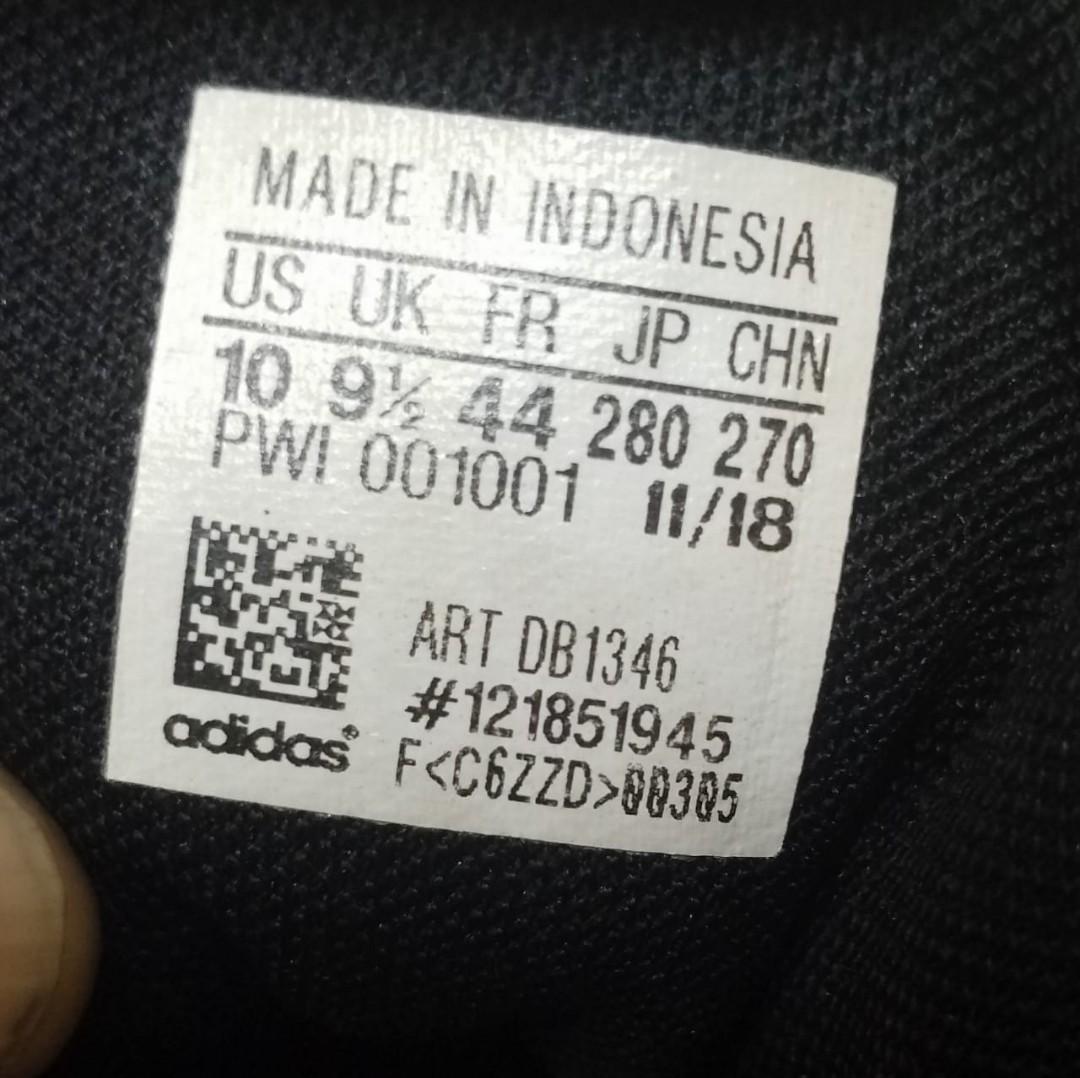 MADE IN INDONESIA
US UK FR JP CHN
10 9½ 44 280 270
PWI 001001 11/18
ART DB1346
#121851945
adidas®
F<C6ZZD>00305